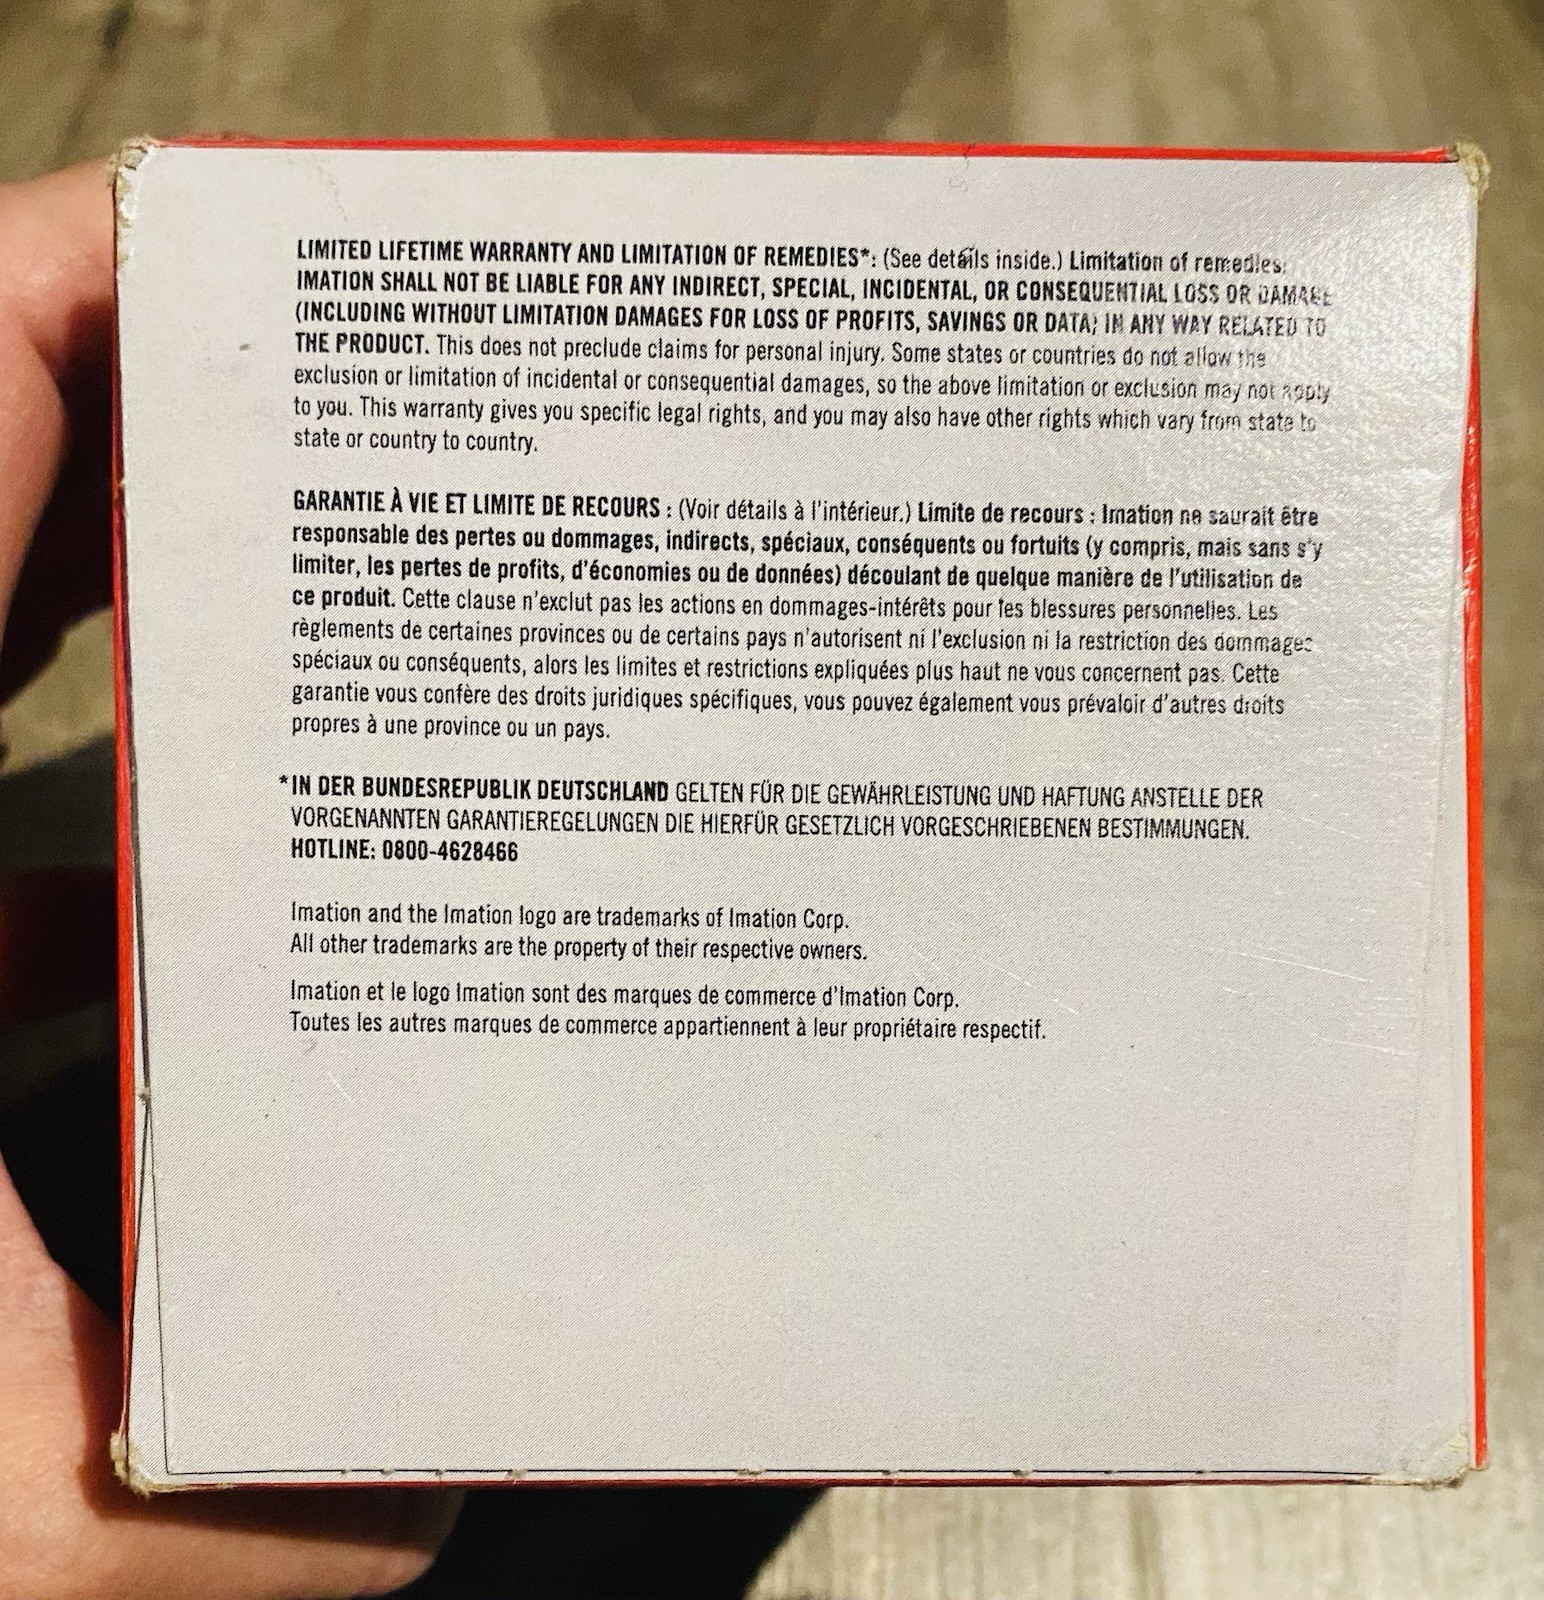 LIMITED LIFETIME WARRANTY AND LIMITATION OF REMEDIES*: (See details inside.) Limitation of remedies:
IMATION SHALL NOT BE LIABLE FOR ANY INDIRECT, SPECIAL, INCIDENTAL, OR CONSEQUENTIAL LOSS OR DAMAGE
(INCLUDING WITHOUT LIMITATION DAMAGES FOR LOSS OF PROFITS, SAVINGS OR DATA) IN ANY WAY RELATED TO
THE PRODUCT. This does not preclude claims for personal injury. Some states or countries do not allow the
exclusion or limitation of incidental or consequential damages, so the above limitation or exclusion may not apply
to you. This warranty gives you specific legal rights, and you may also have other rights which vary from state to
state or country to country.
GARANTIE À VIE ET LIMITE DE RECOURS : (Voir détails à l'intérieur.) Limite de recours : Imation ne saurait être
responsable des pertes ou dommages, indirects, spéciaux, conséquents ou fortuits (y compris, mais sans s'y
limiter, les pertes de profits, d'économies ou de données) découlant de quelque manière de l'utilisation de
ce produit. Cette clause n'exclut pas les actions en dommages-intérêts pour les blessures personnelles. Les
règlements de certaines provinces ou de certains pays n'autorisent ni l'exclusion ni la restriction des dommages
spéciaux ou conséquents, alors les limites et restrictions expliquées plus haut ne vous concernent pas. Cette
garantie vous confère des droits juridiques spécifiques, vous pouvez également vous prévaloir d'autres droits
propres à une province ou un pays.
*IN DER BUNDESREPUBLIK DEUTSCHLAND GELTEN FÜR DIE GEWÄHRLEISTUNG UND HAFTUNG ANSTELLE DER
VORGENANNTEN GARANTIEREGELUNGEN DIE HIERFÜR GESETZLICH VORGESCHRIEBENEN BESTIMMUNGEN.
HOTLINE: 0800-4628466
Imation and the Imation logo are trademarks of Imation Corp.
All other trademarks are the property of their respective owners.
Imation et le logo Imation sont des marques de commerce d'Imation Corp.
Toutes les autres marques de commerce appartiennent à leur propriétaire respectif.